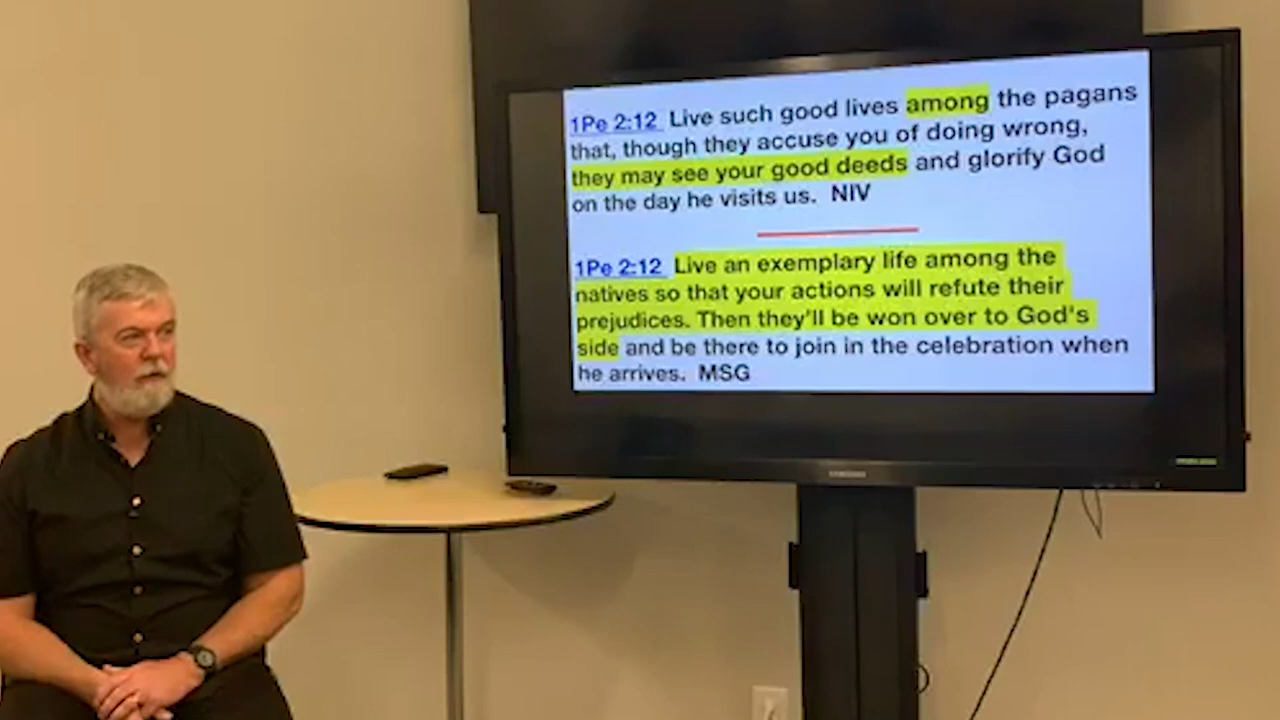 1Pe 2:12 Live such good lives among the pagans
that, though they accuse you of doing wrong,
they may see your good deeds and glorify God
on the day he visits us. NIV
1Pe 2:12 Live an exemplary life among the
natives so that your actions will refute their
prejudices. Then they'll be won over to God's
side and be there to join in the celebration when
he arrives. MSG
SAMSUNG